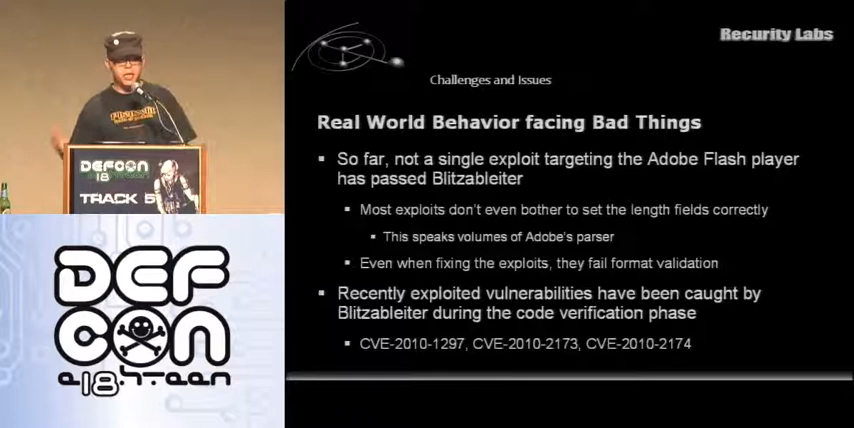 Recurity Labs
Challenges and Issues
Real World Behavior facing Bad Things
So far, not a single exploit targeting the Adobe Flash player
has passed Blitzableiter
Most exploits don't even bother to set the length fields correctly
This speaks volumes of Adobe's parser
Even when fixing the exploits, they fail format validation
Recently exploited vulnerabilities have been caught by
Blitzableiter during the code verification phase
CVE-2010-1297, CVE-2010-2173, CVE-2010-2174
DEFCON
18
TRACK 5
DEF
CON